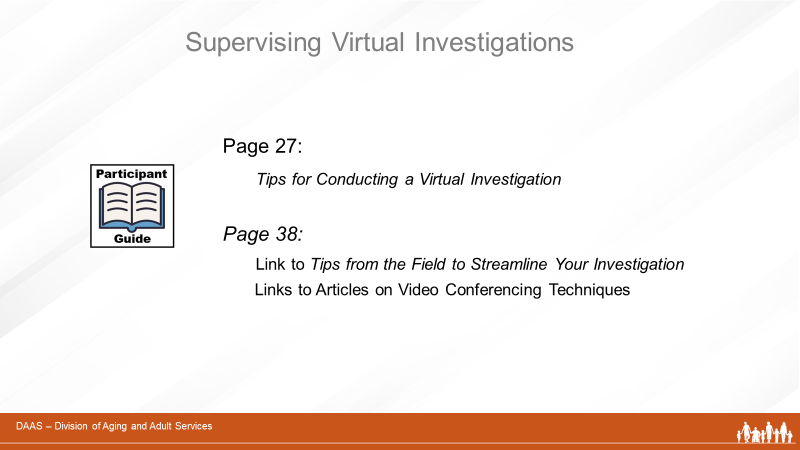 Supervising Virtual Investigations
Page 27:
Tips for Conducting a Virtual Investigation
Participant
Guide
Page 38:
Link to Tips from the Field to Streamline Your Investigation
Links to Articles on Video Conferencing Techniques
DAAS – Division of Aging and Adult Services